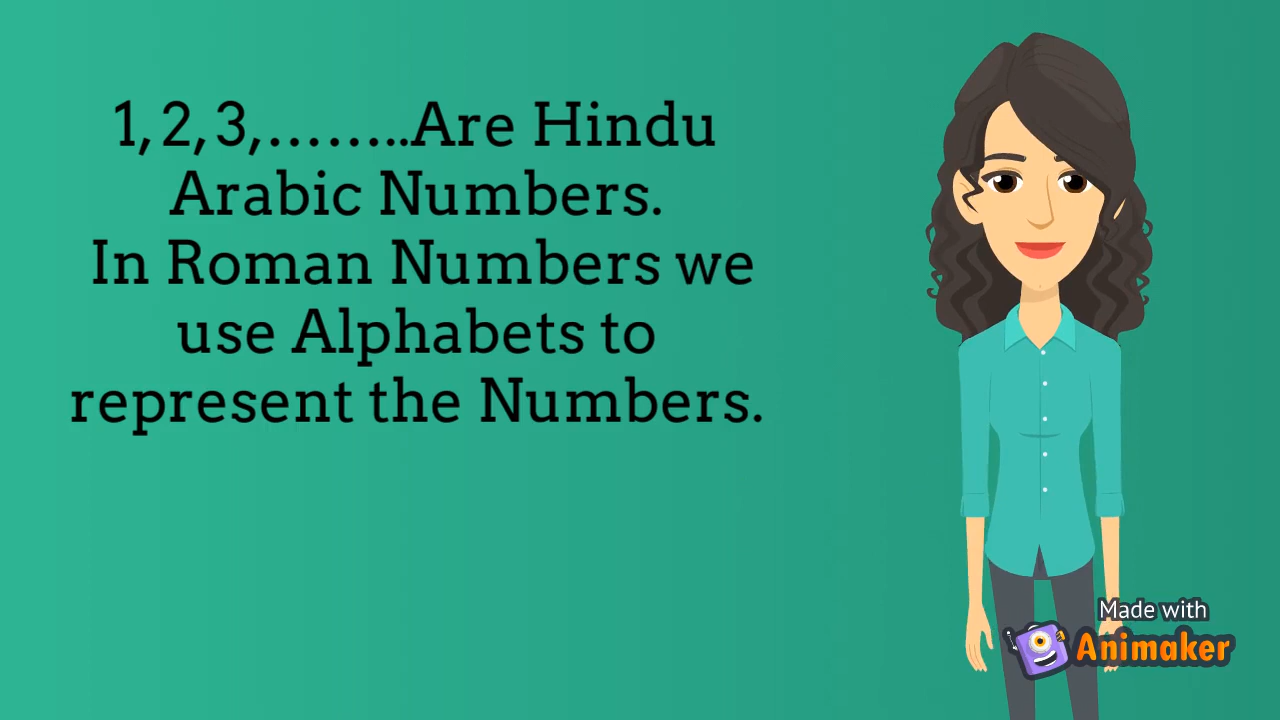 1,2,3,........Are Hindu
Arabic Numbers.
In Roman Numbers we
use Alphabets to
represent the Numbers.
Made with
Animaker